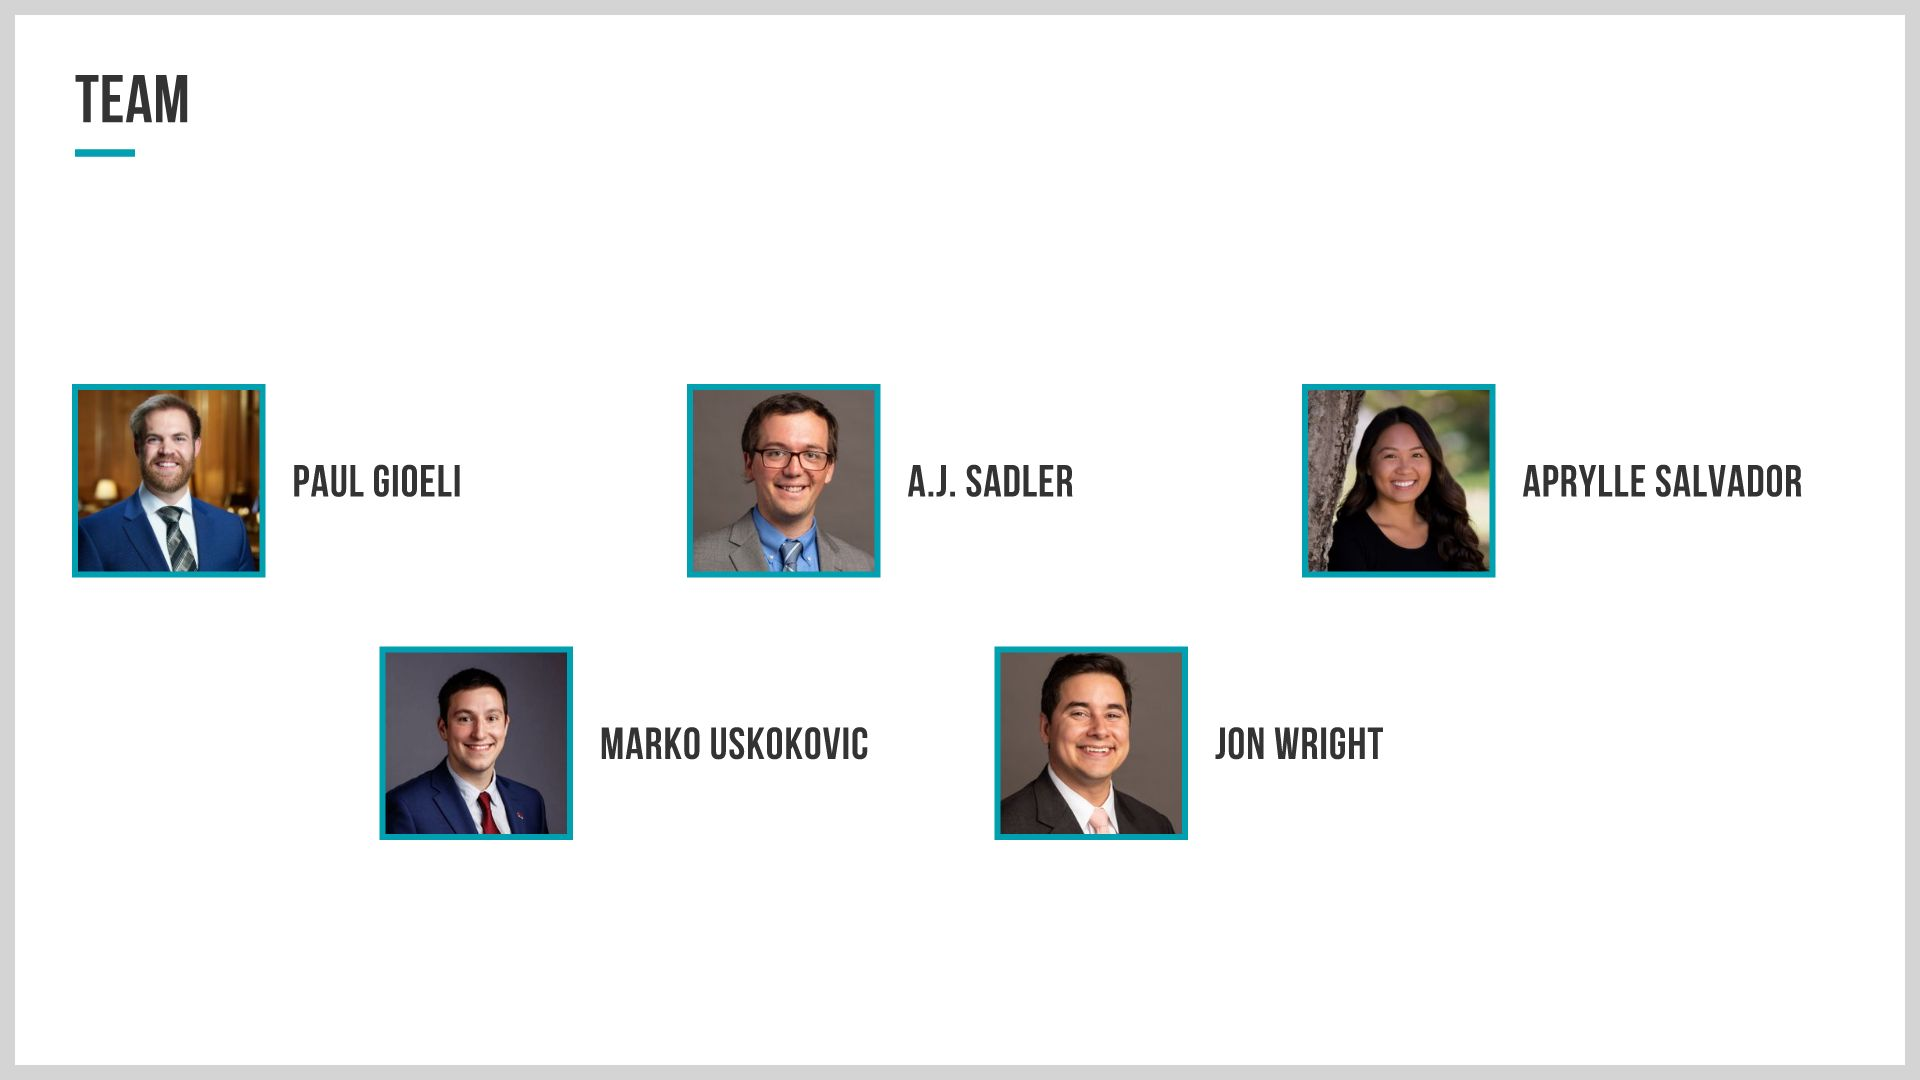 TEAM
PAUL GIOELI
A.J. SADLER
APRYLLE SALVADOR
MARKO USKOKOVIC
JON WRIGHT